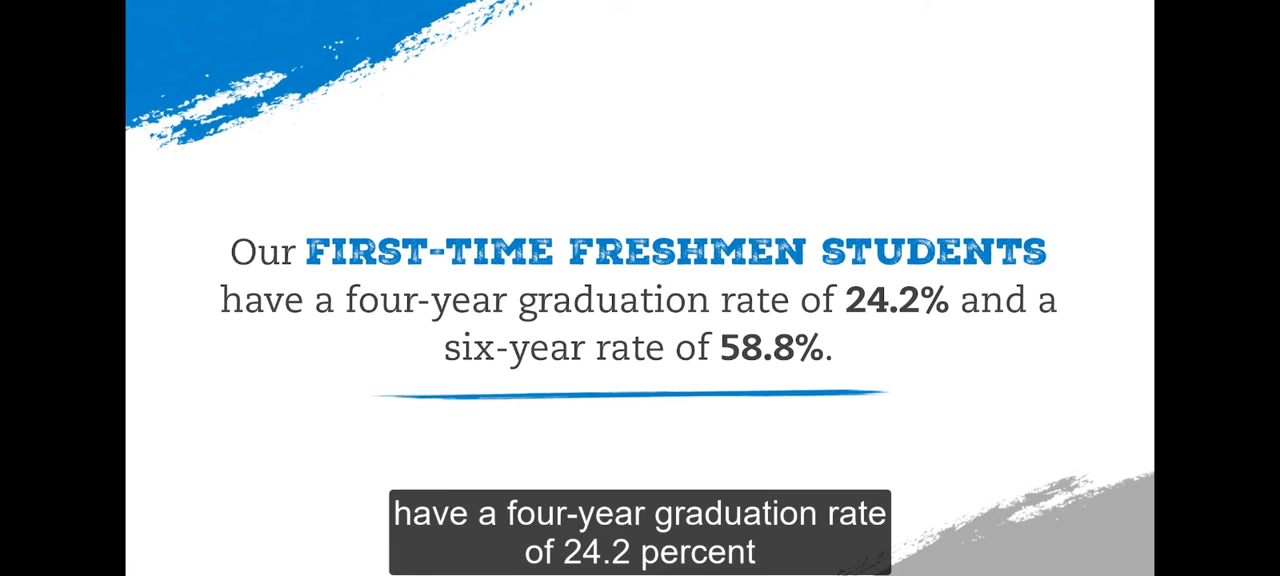 Our FIRST-TIME FRESHMEN STUDENTS
have a four-year graduation rate of 24.2% and a
six-year rate of 58.8%.
have a four-year graduation rate
of 24.2 percent